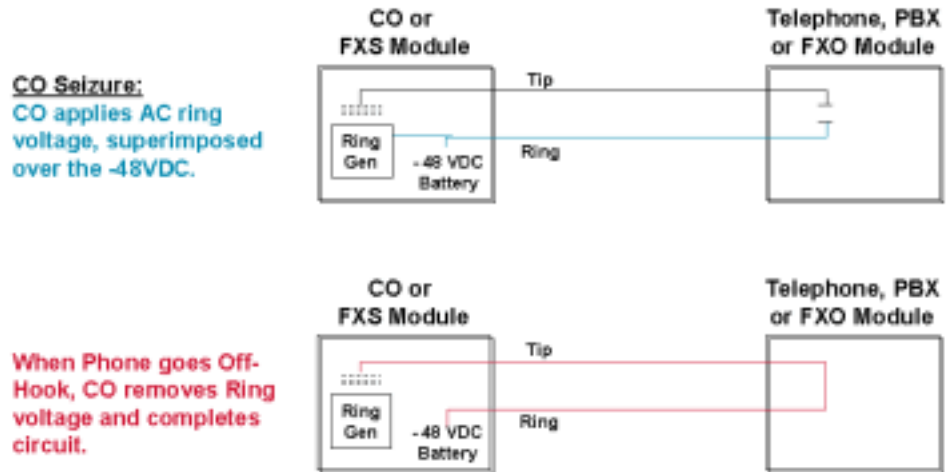 CO or
FXS Module
Telephone, PBX
or FXO Module
CO Seizure:
CO applies AC ring
voltage, superimposed
over the -48VDC.
Tip
Ring
Gen
- 48 VDC
Battery
Ring
CO or
FXS Module
Telephone, PBX
or FXO Module
When Phone goes Off-
Hook, CO removes Ring
voltage and completes
circuit.
Tip
Ring
Gen
- 48 VDC
Battery
Ring